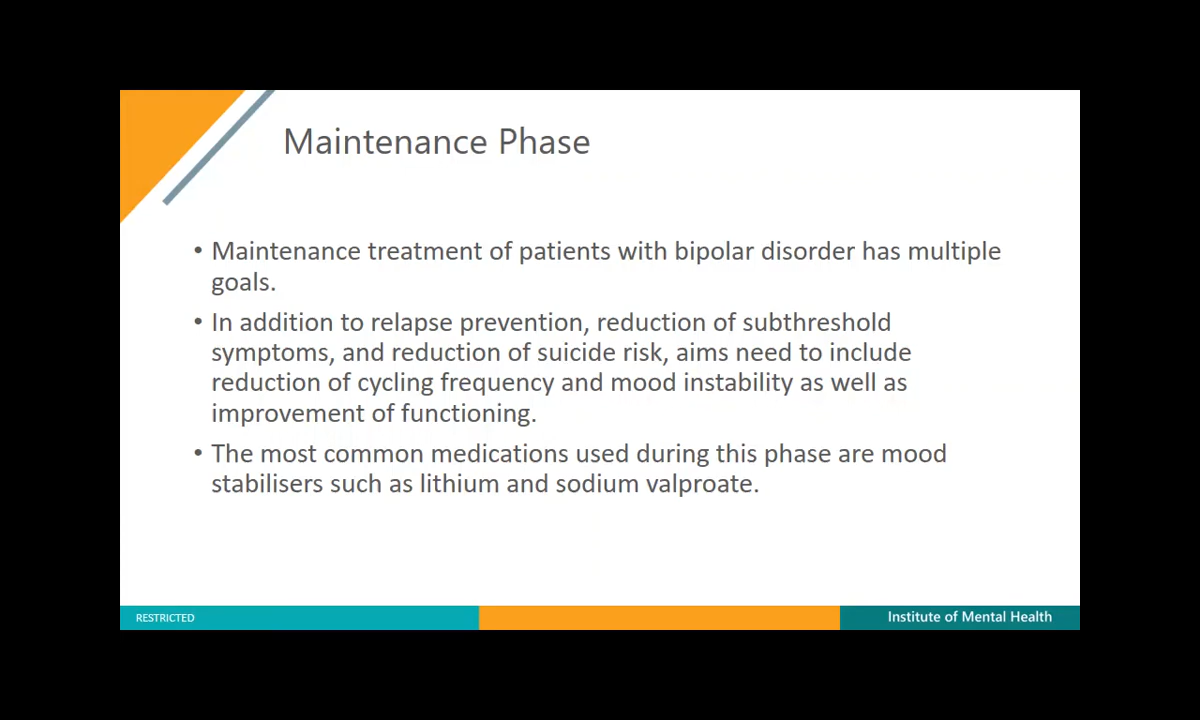 Maintenance Phase
• Maintenance treatment of patients with bipolar disorder has multiple
goals.
• In addition to relapse prevention, reduction of subthreshold
symptoms, and reduction of suicide risk, aims need to include
reduction of cycling frequency and mood instability as well as
improvement of functioning.
• The most common medications used during this phase are mood
stabilisers such as lithium and sodium valproate.
RESTRICTED
Institute of Mental Health